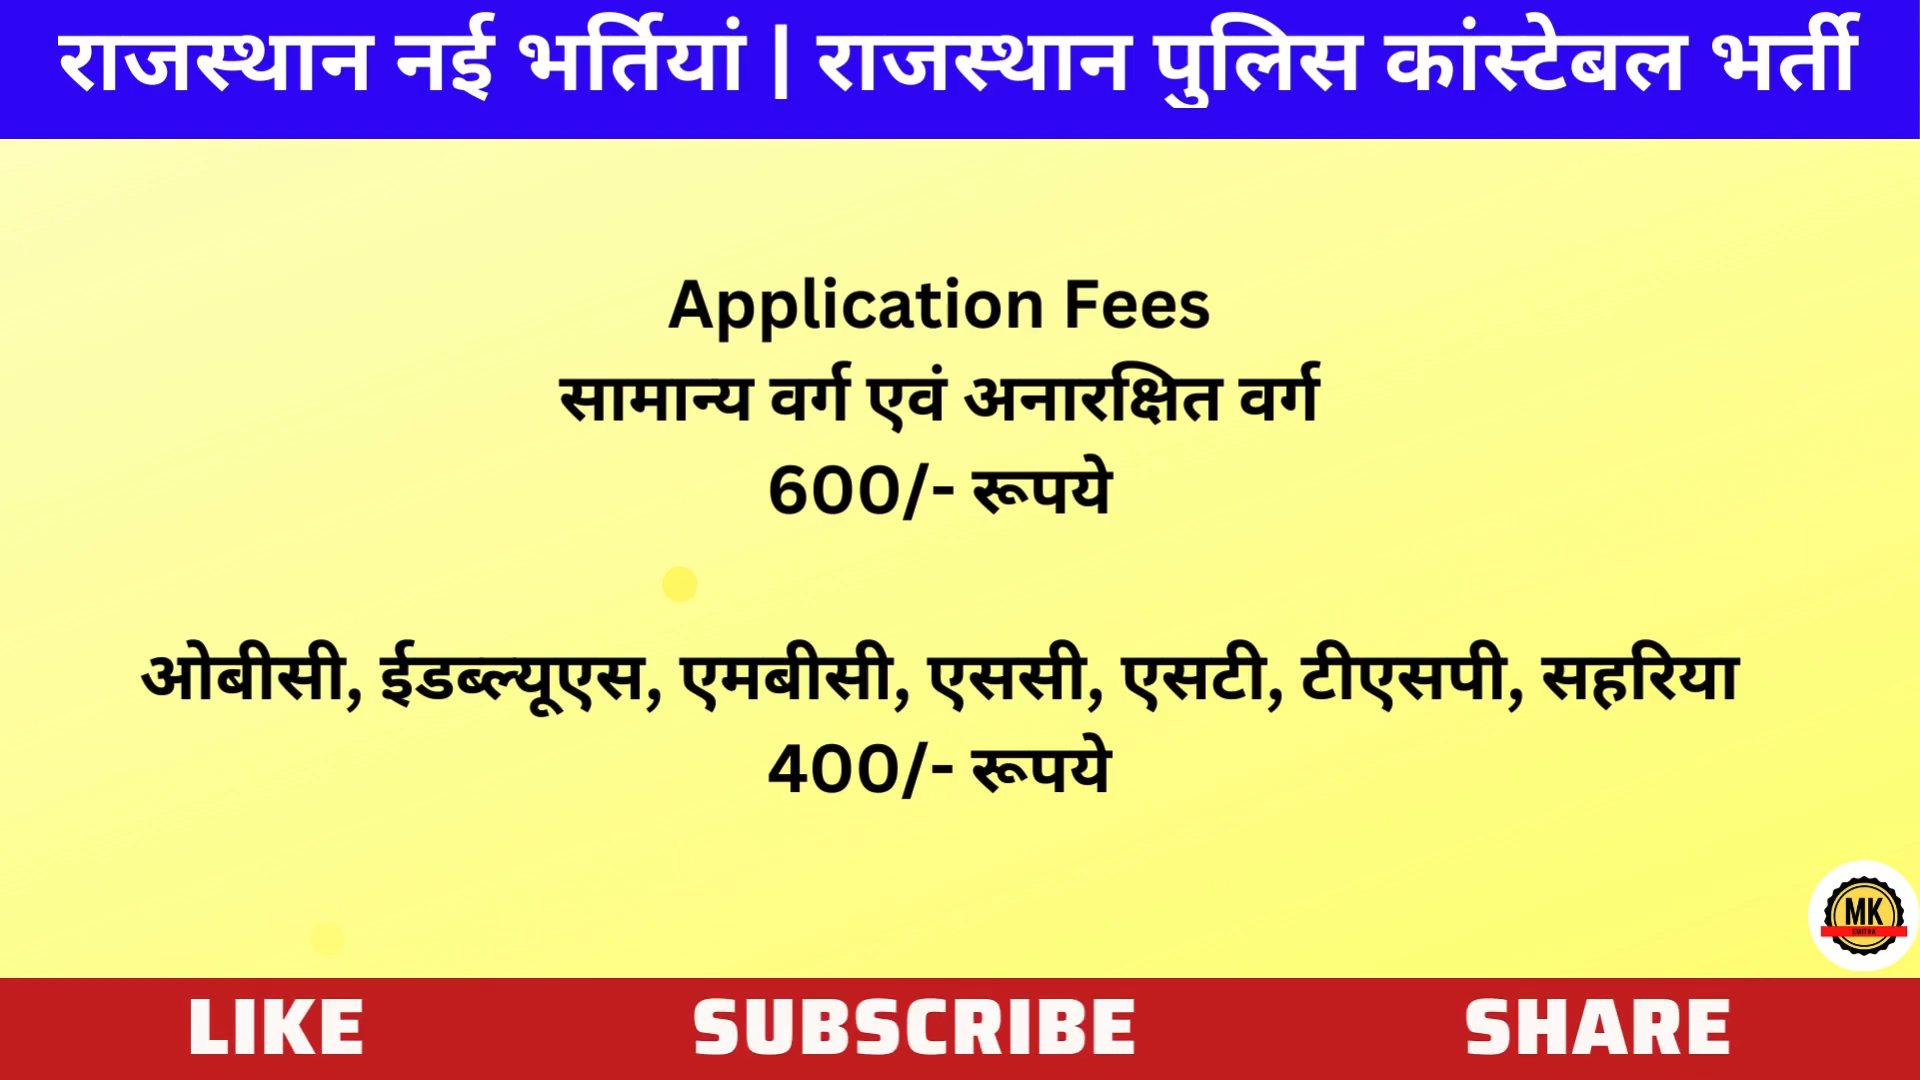 राजस्थान नई भर्तियां | राजस्थान पुलिस कांस्टेबल भर्ती
Application Fees
सामान्य वर्ग एवं अनारक्षित वर्ग
600/- रूपये
ओबीसी, ईडब्ल्यूएस, एमबीसी, एससी, एसटी, टीएसपी, सहरिया
400/- रूपये
MK
EMITRA
LIKE SUBSCRIBE SHARE